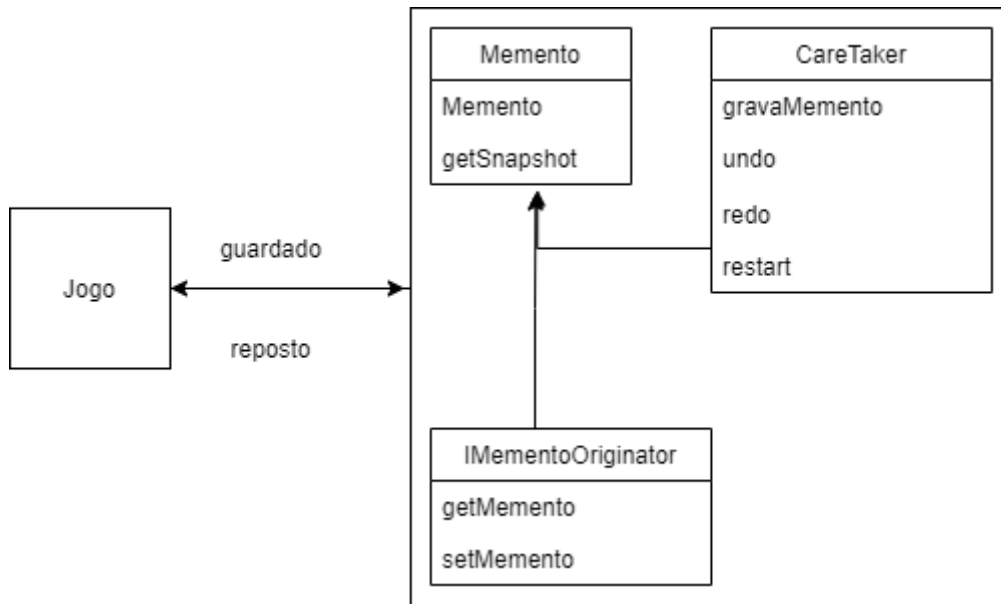 Memento
Memento
getSnapshot
CareTaker
gravaMemento
undo
redo
restart
Jogo
guardado
reposto
IMementoOriginator
getMemento
setMemento